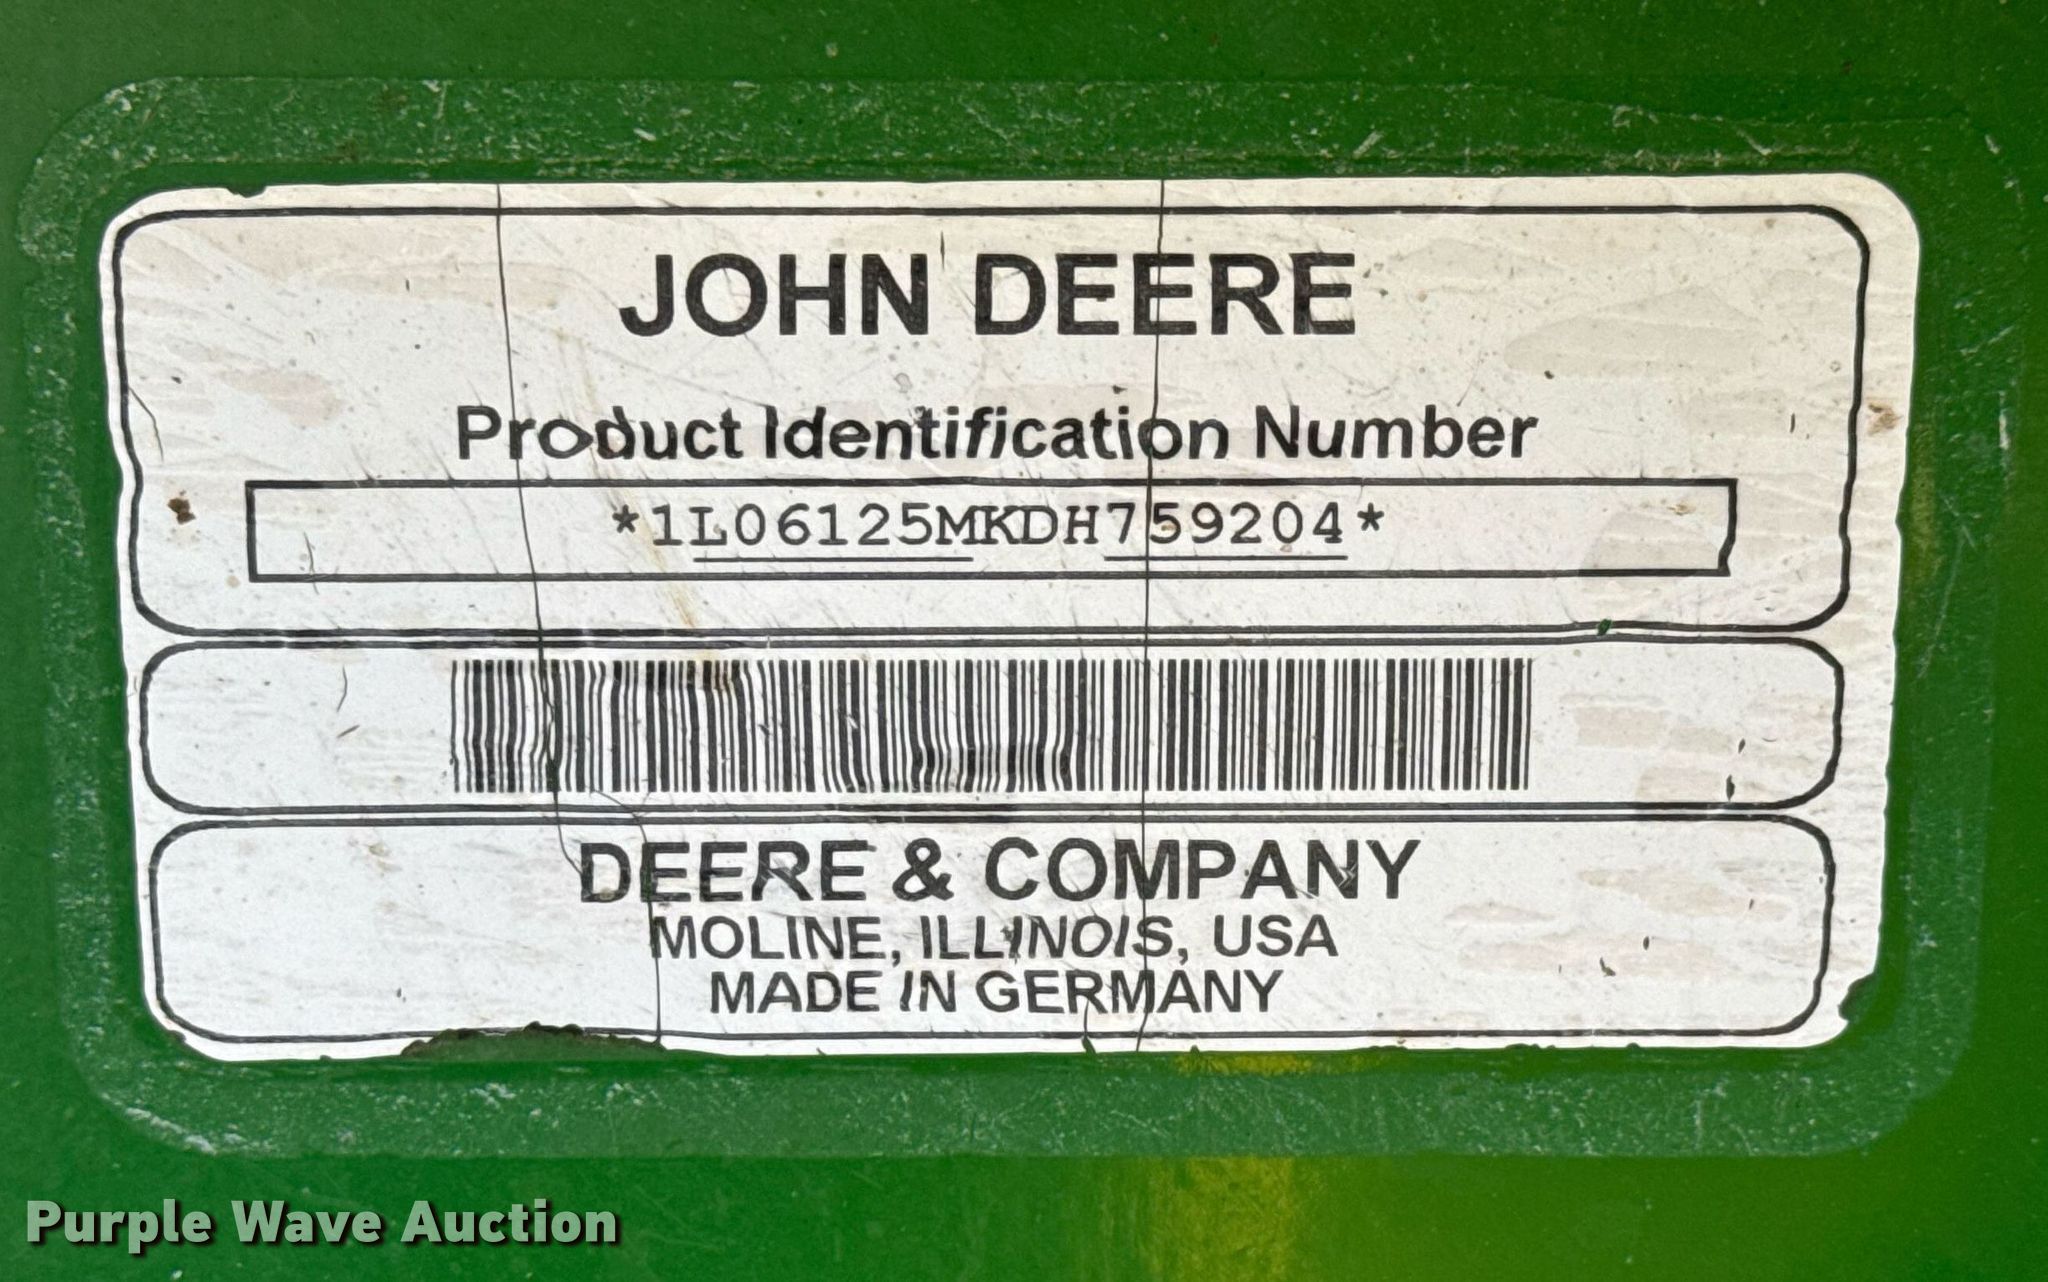 JOHN DEERE
Product Identification Number
*1L06125MKDH759204*
DEERE & COMPANY
MOLINE, ILLINOIS, USA
MADE IN GERMANY
Purple Wave Auction